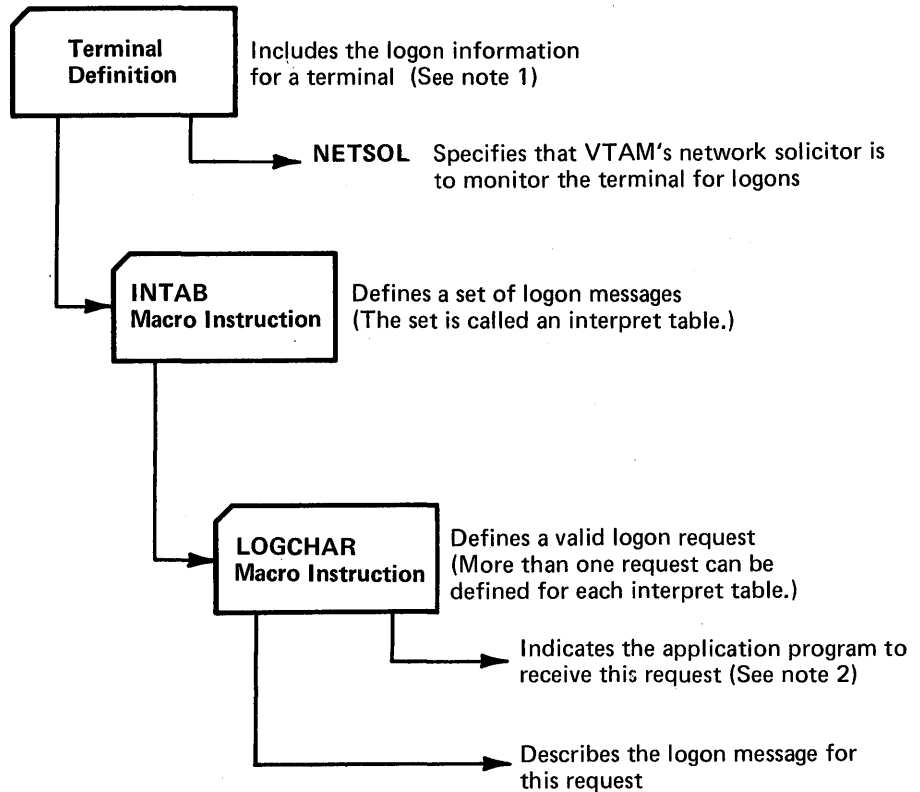 Terminal
Definition
Includes the logon information
for a terminal (See note 1)
NETSOL Specifies that VTAM's network solicitor is
to monitor the terminal for logons
INTAB
Macro Instruction
Defines a set of logon messages
(The set is called an interpret table.)
LOGCHAR
Macro Instruction
Defines a valid logon request
(More than one request can be
defined for each interpret table.)
Indicates the application program to
receive this request (See note 2)
Describes the logon message for
this request